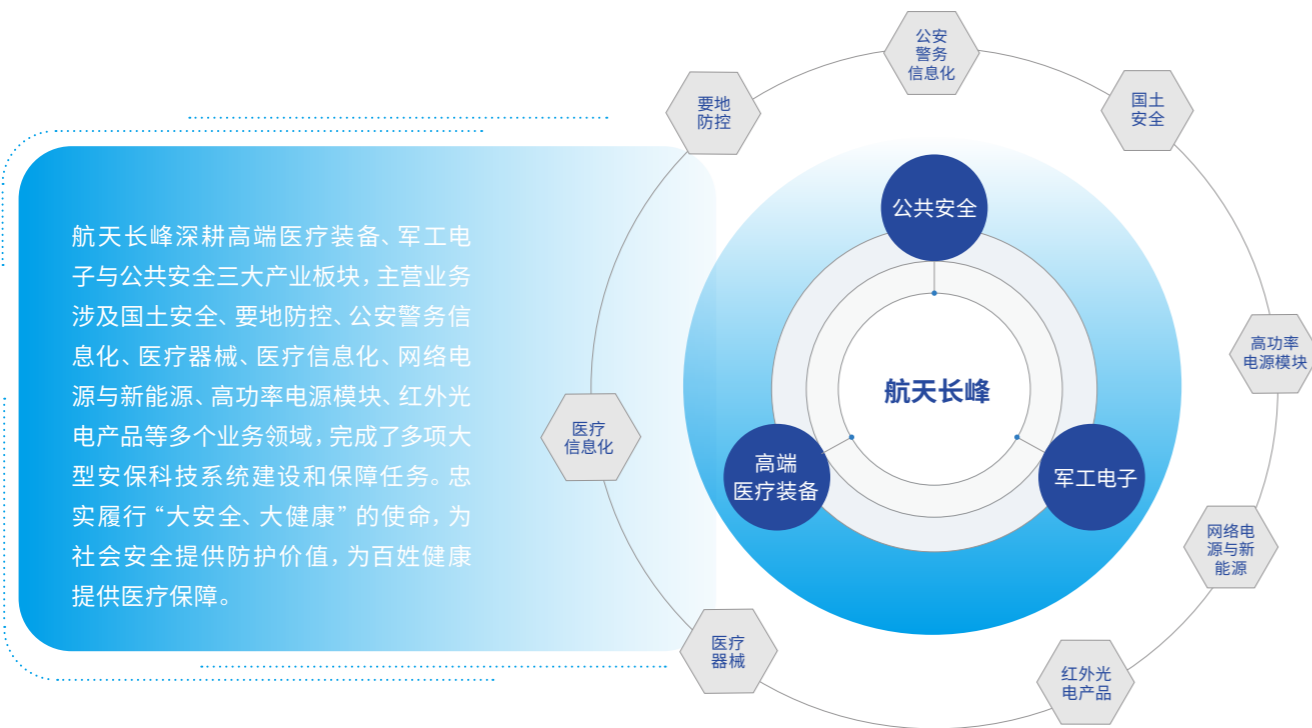 航天长峰深耕高端医疗装备、军工电
子与公共安全三大产业板块，主营业务
涉及国土安全、要地防控、公安警务信
息化、医疗器械、医疗信息化、网络电
源与新能源、高功率电源模块、红外光
电产品等多个业务领域，完成了多项大
型安保科技系统建设和保障任务。忠
实履行“大安全、大健康”的使命，为
社会安全提供防护价值，为百姓健康
提供医疗保障。
公安
警务
信息化
要地
防控
国土
安全
公共安全
高功率
电源模块
航天长峰
医疗
信息化
高端
医疗装备
军工电子
网络电
源与新
能源
医疗
器械
红外光
电产品